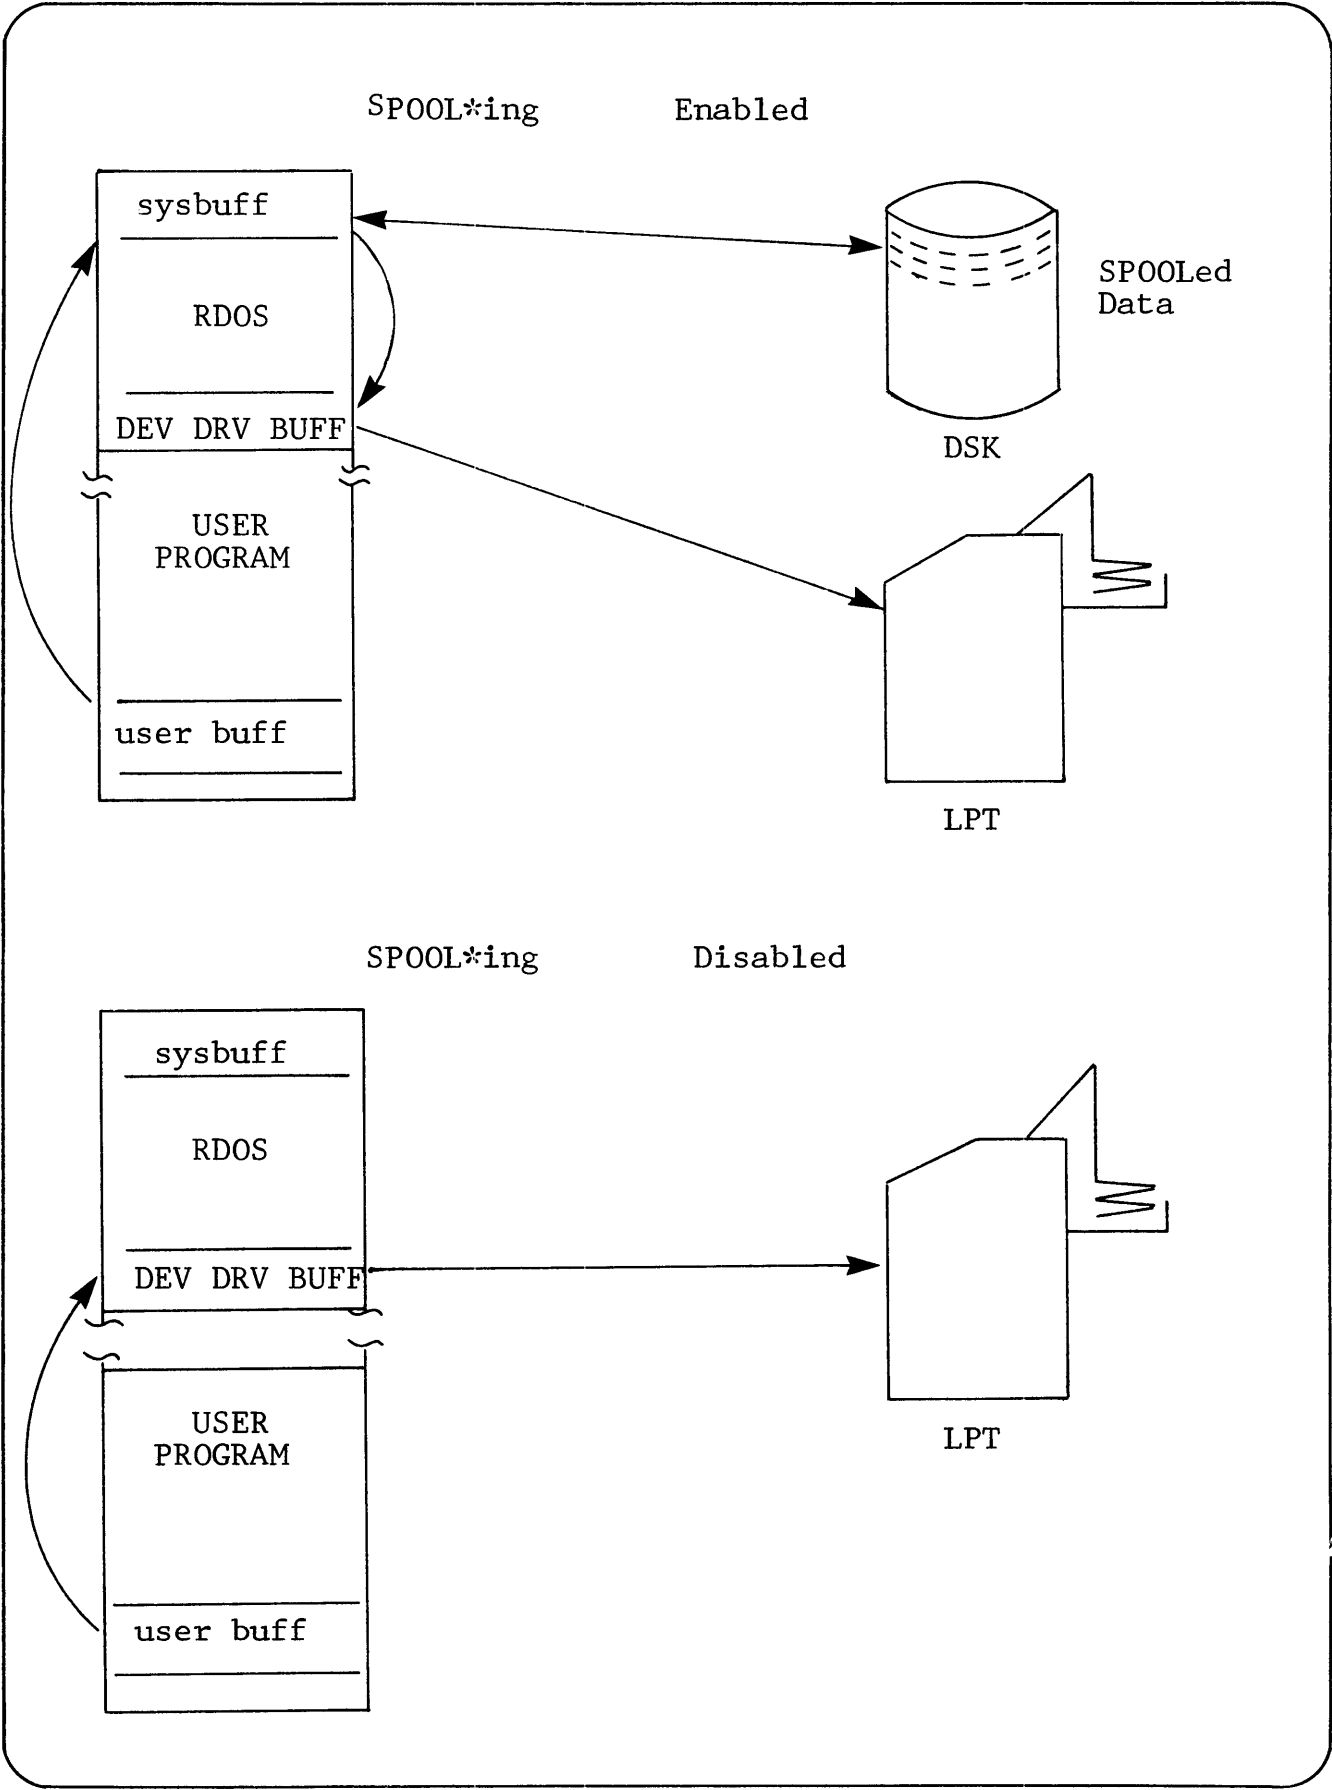 SPOOL*ing Enabled
sysbuff
RDOS
DEV DRV BUFF
USER
PROGRAM
user buff
SPOOLed
Data
DSK
LPT
SPOOL*ing Disabled
sysbuff
RDOS
DEV DRV BUFF
USER
PROGRAM
user buff
LPT